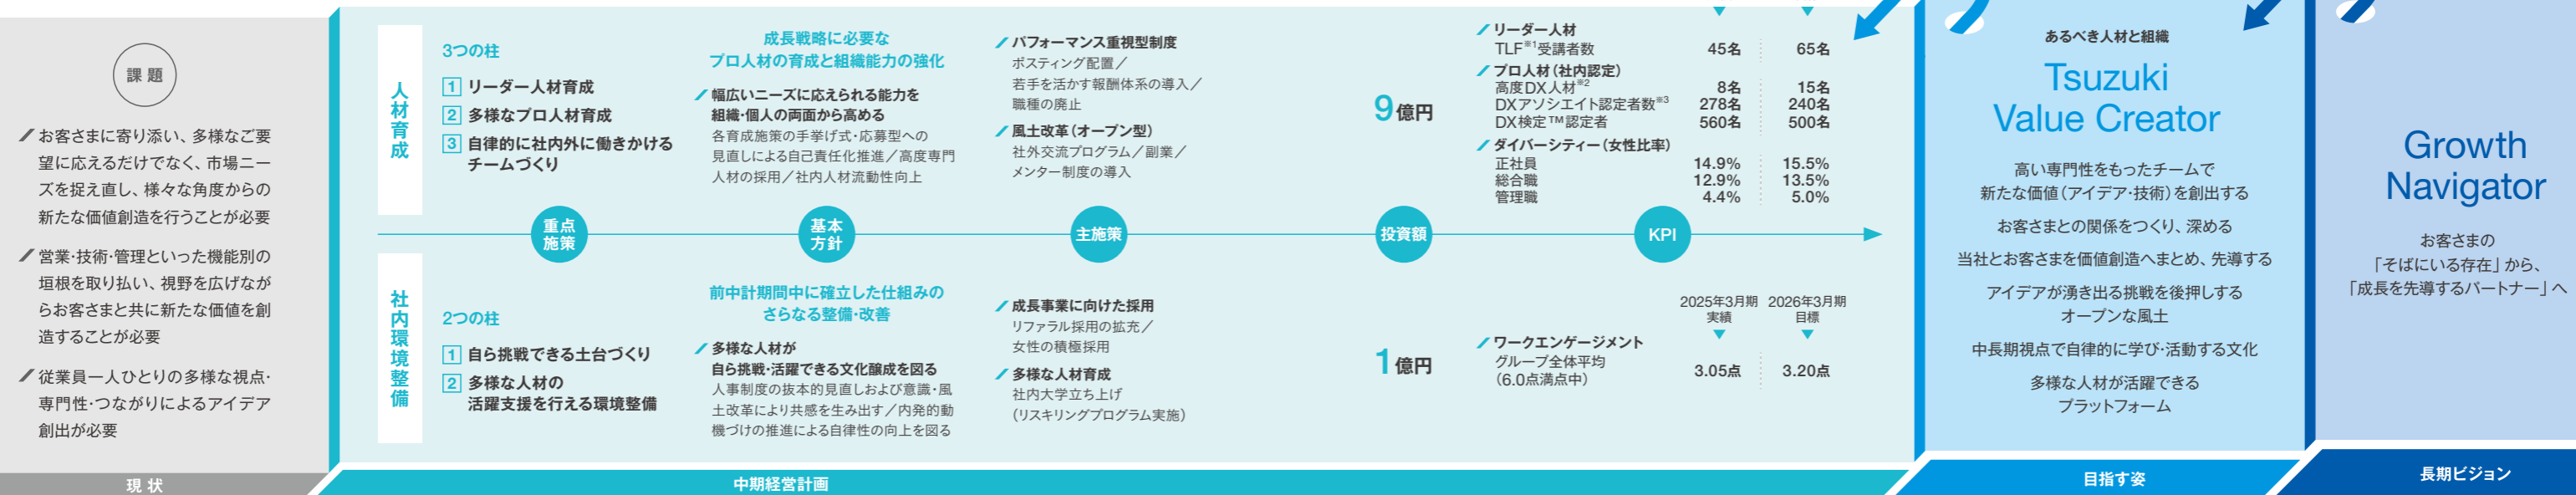 課題
お客さまに寄り添い、多様なご要
望に応えるだけでなく、市場ニー
ズを捉え直し、様々な角度からの
新たな価値創造を行うことが必要
営業・技術・管理といった機能別の
垣根を取り払い、視野を広げなが
らお客さまと共に新たな価値を創
造することが必要
従業員一人ひとりの多様な視点・
専門性・つながりによるアイデア
創出が必要
現状
人材育成
3つの柱
1 リーダー人材育成
2 多様なプロ人材育成
3 自律的に社内外に働きかける
チームづくり
成長戦略に必要な
プロ人材の育成と組織能力の強化
幅広いニーズに応えられる能力を
組織・個人の両面から高める
各育成施策の手挙げ式・応募型への
見直しによる自己責任化推進／高度専門
人材の採用／社内人材流動性向上
パフォーマンス重視型制度
ポスティング配置／
若手を活かす報酬体系の導入／
職種の廃止
風土改革（オープン型）
社外交流プログラム／副業／
メンター制度の導入
9億円
リーダー人材
TLF※1受講者数 45名 65名
プロ人材（社内認定）
高度DX人材※2 8名 15名
DXアソシエイト認定者数※3 278名 240名
DX検定™認定者 560名 500名
ダイバーシティー（女性比率）
正社員 14.9% 15.5%
総合職 12.9% 13.5%
管理職 4.4% 5.0%
重点
施策
基本
方針
主施策
投資額
KPI
社内環境整備
2つの柱
1 自ら挑戦できる土台づくり
2 多様な人材の
活躍支援を行える環境整備
前中計期間中に確立した仕組みの
さらなる整備・改善
多様な人材が
自ら挑戦・活躍できる文化醸成を図る
人事制度の抜本的見直しおよび意識・風
土改革により共感を生み出す／内発的動
機づけの推進による自律性の向上を図る
成長事業に向けた採用
リファラル採用の拡充／
女性の積極採用
多様な人材育成
社内大学立ち上げ
（リスキリングプログラム実施）
1億円
2025年3月期 2026年3月期
実績 目標
ワークエンゲージメント
グループ全体平均
（6.0点満点中） 3.05点 3.20点
中期経営計画
あるべき人材と組織
Tsuzuki
Value Creator
高い専門性をもったチームで
新たな価値（アイデア・技術）を創出する
お客さまとの関係をつくり、深める
当社とお客さまを価値創造へまとめ、先導する
アイデアが湧き出る挑戦を後押しする
オープンな風土
中長期視点で自律的に学び・活動する文化
多様な人材が活躍できる
プラットフォーム
目指す姿
Growth
Navigator
お客さまの
「そばにいる存在」から、
「成長を先導するパートナー」へ
長期ビジョン